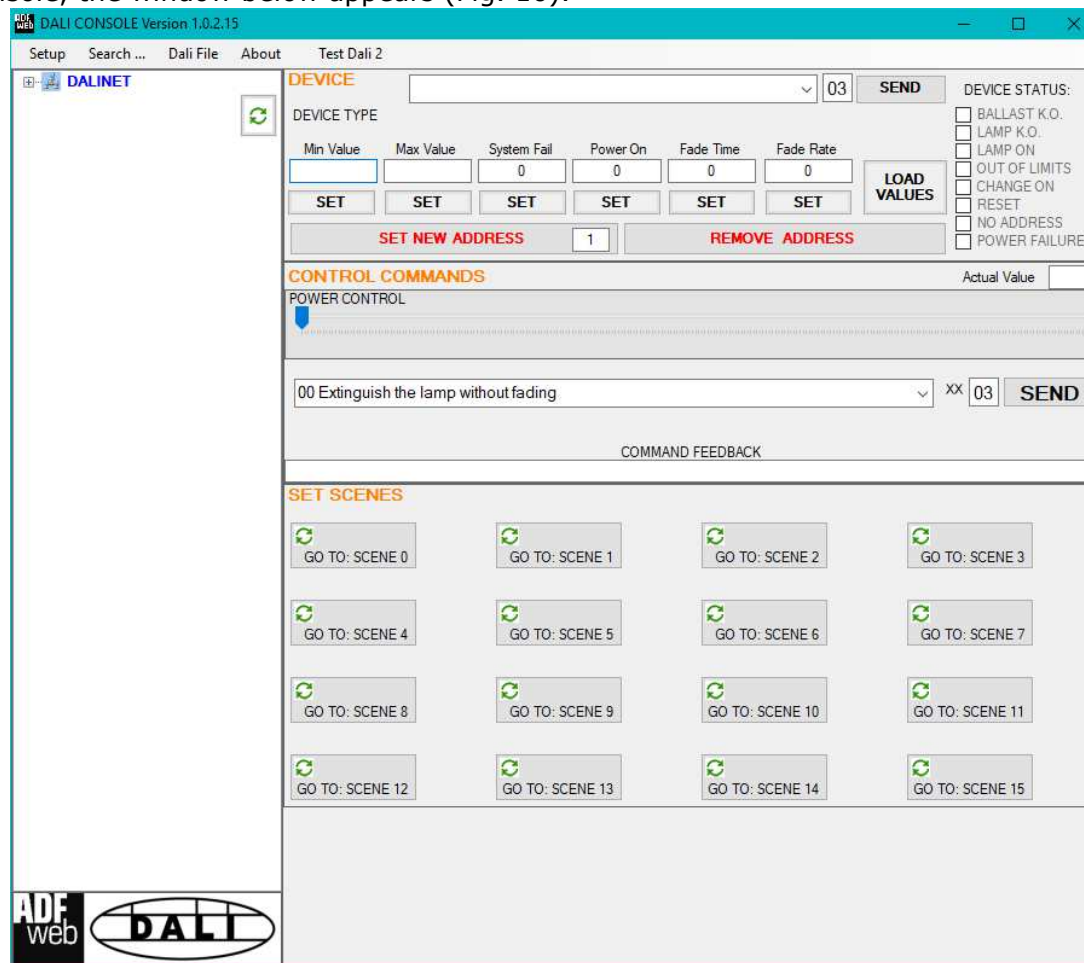 the window below appears (Fig. 10).
DALI CONSOLE Version 1.0.2.15
Setup Search ... Dali File About Test Dali 2
DALINET
DEVICE
03 SEND
DEVICE STATUS:
DEVICE TYPE
BALLAST K.O.
LAMP K.O.
LAMP ON
OUT OF LIMITS
CHANGE ON
RESET
NO ADDRESS
POWER FAILURE
Min Value Max Value System Fail Power On Fade Time Fade Rate
0 0 0 0
LOAD
VALUES
SET SET SET SET SET SET
SET NEW ADDRESS 1 REMOVE ADDRESS
CONTROL COMMANDS Actual Value
POWER CONTROL
00 Extinguish the lamp without fading XX 03 SEND
COMMAND FEEDBACK
SET SCENES
GO TO: SCENE 0 GO TO: SCENE 1 GO TO: SCENE 2 GO TO: SCENE 3
GO TO: SCENE 4 GO TO: SCENE 5 GO TO: SCENE 6 GO TO: SCENE 7
GO TO: SCENE 8 GO TO: SCENE 9 GO TO: SCENE 10 GO TO: SCENE 11
GO TO: SCENE 12 GO TO: SCENE 13 GO TO: SCENE 14 GO TO: SCENE 15
ADF
web
DALI